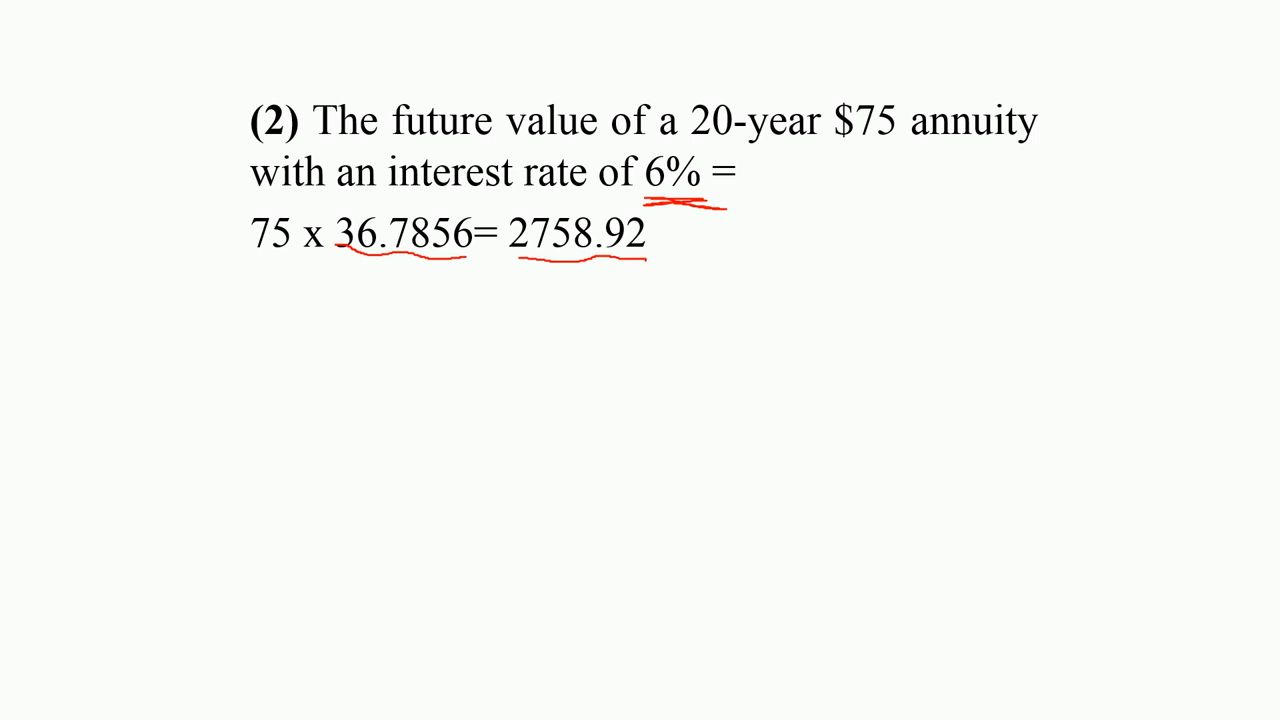 (2) The future value of a 20-year $75 annuity
with an interest rate of 6% =
75 x 36.7856= 2758.92